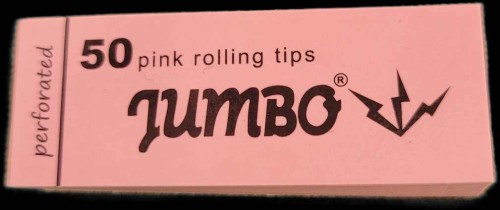 perforated
50 pink rolling tips
JUMBO®